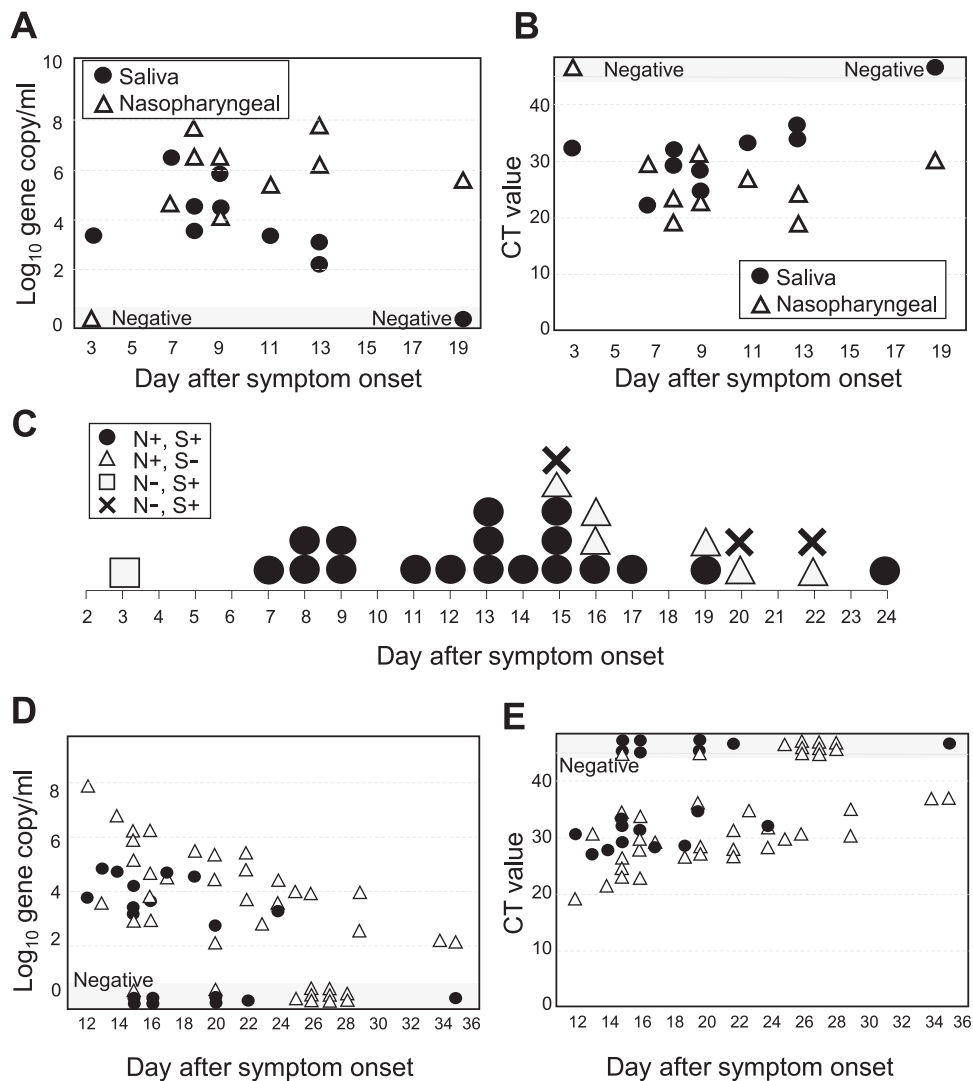 A
10
8
6
4
2
0
Log10 gene copy/ml
Saliva
Nasopharyngeal
Negative
Negative
3 5 7 9 11 13 15 17 19
Day after symptom onset
B
40
30
20
10
0
CT value
Negative
Negative
Saliva
Nasopharyngeal
3 5 7 9 11 13 15 17 19
Day after symptom onset
C
N+, S+
N+, S−
N−, S+
N−, S+
2 3 4 5 6 7 8 9 10 11 12 13 14 15 16 17 18 19 20 21 22 23 24
Day after symptom onset
D
8
6
4
2
0
Log10 gene copy/ml
Negative
12 14 16 18 20 22 24 26 28 30 32 34 36
Day after symptom onset
E
40
30
20
10
0
CT value
Negative
12 14 16 18 20 22 24 26 28 30 32 34 36
Day after symptom onset